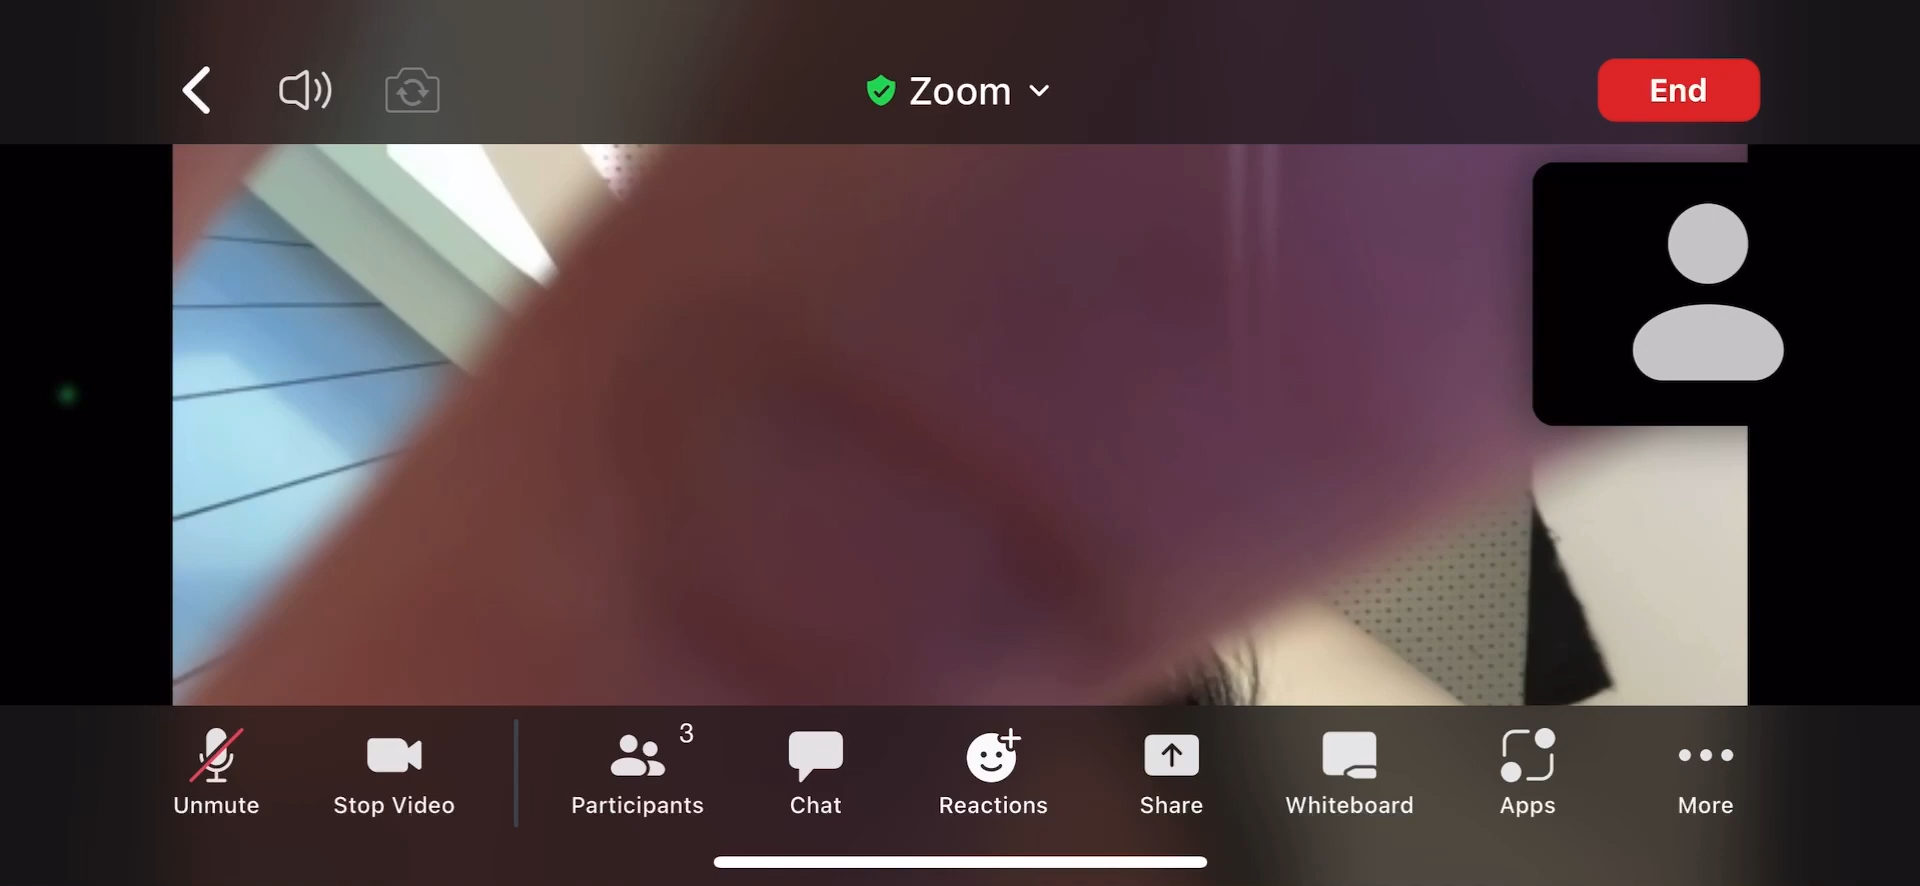 Zoom
End
3
Unmute
Stop Video
Participants
Chat
Reactions
Share
Whiteboard
Apps
More